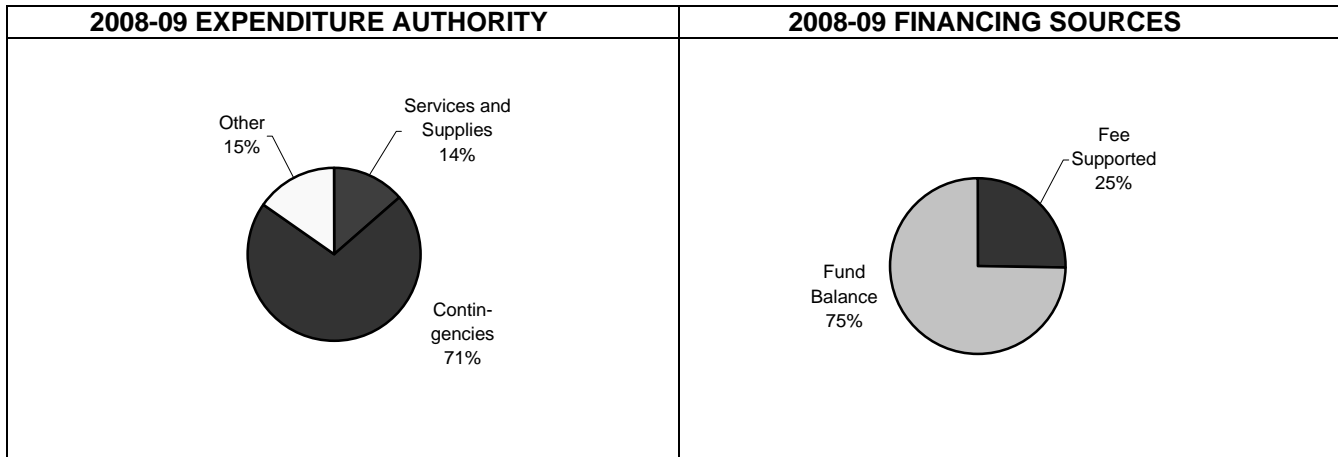 2008-09 EXPENDITURE AUTHORITY
Other
15%
Services and
Supplies
14%
Contin-
gencies
71%
2008-09 FINANCING SOURCES
Fee
Supported
25%
Fund
Balance
75%